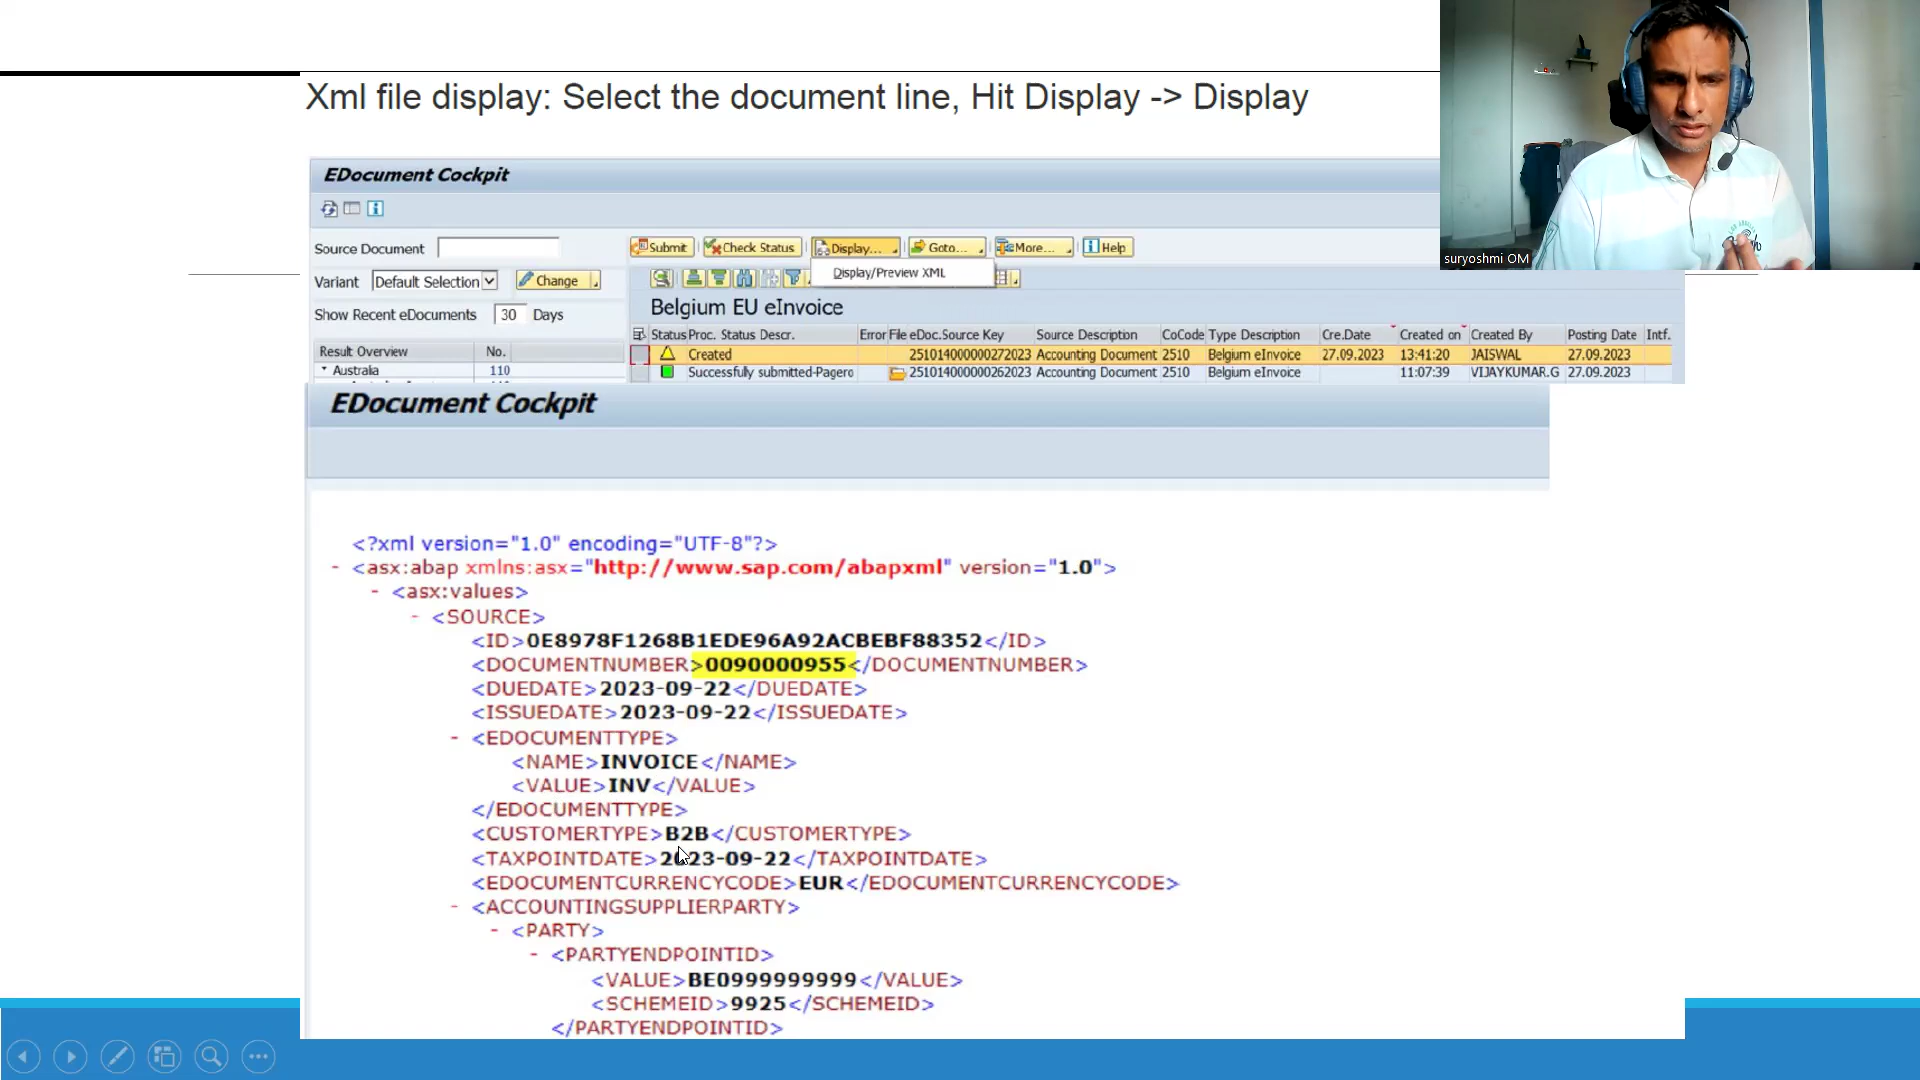 Xml file display: Select the document line, Hit Display -> Display
suryoshmi OM
EDocument Cockpit
Source Document
Submit Check Status Display... Goto... More... Help
Display/Preview XML
Variant Default Selection Change
Show Recent eDocuments 30 Days
Belgium EU eInvoice
Result Overview No.
Australia 110
Status Proc. Status Descr. Error File eDoc.Source Key Source Description CoCode Type Description Cre.Date Created on Created By Posting Date Intf.
Created 251014000000272023 Accounting Document 2510 Belgium eInvoice 27.09.2023 13:41:20 JAISWAL 27.09.2023
Successfully submitted-Pagero 251014000000262023 Accounting Document 2510 Belgium eInvoice 11:07:39 VIJAYKUMAR.G 27.09.2023
EDocument Cockpit
<?xml version="1.0" encoding="UTF-8"?>
- <asx:abap xmlns:asx="http://www.sap.com/abapxml" version="1.0">
- <asx:values>
- <SOURCE>
<ID>0E8978F1268B1EDE96A92ACBEBF88352</ID>
<DOCUMENTNUMBER>0090000955</DOCUMENTNUMBER>
<DUEDATE>2023-09-22</DUEDATE>
<ISSUEDATE>2023-09-22</ISSUEDATE>
- <EDOCUMENTTYPE>
<NAME>INVOICE</NAME>
<VALUE>INV</VALUE>
</EDOCUMENTTYPE>
<CUSTOMERTYPE>B2B</CUSTOMERTYPE>
<TAXPOINTDATE>2023-09-22</TAXPOINTDATE>
<EDOCUMENTCURRENCYCODE>EUR</EDOCUMENTCURRENCYCODE>
- <ACCOUNTINGSUPPLIERPARTY>
- <PARTY>
- <PARTYENDPOINTID>
<VALUE>BE0999999999</VALUE>
<SCHEMEID>9925</SCHEMEID>
</PARTYENDPOINTID>